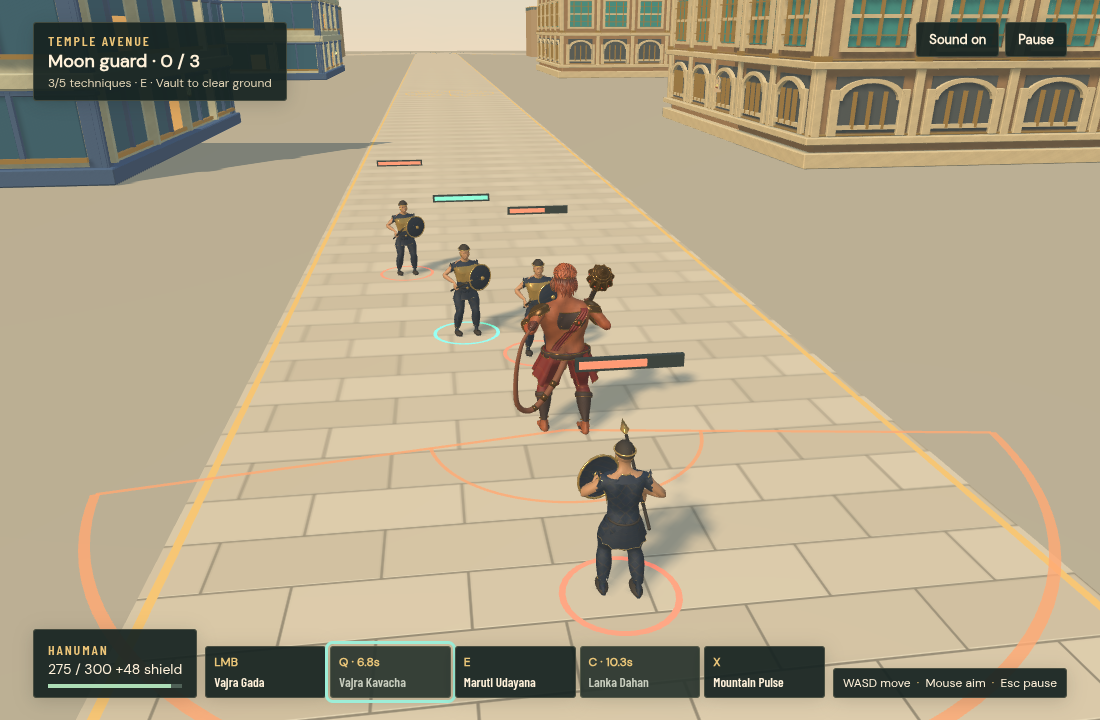 TEMPLE AVENUE
Moon guard · 0 / 3
3/5 techniques · E · Vault to clear ground
Sound on
Pause
HANUMAN
275 / 300 +48 shield
LMB
Vajra Gada
Q · 6.8s
Vajra Kavacha
E
Maruti Udayana
C · 10.3s
Lanka Dahan
X
Mountain Pulse
WASD move · Mouse aim · Esc pause